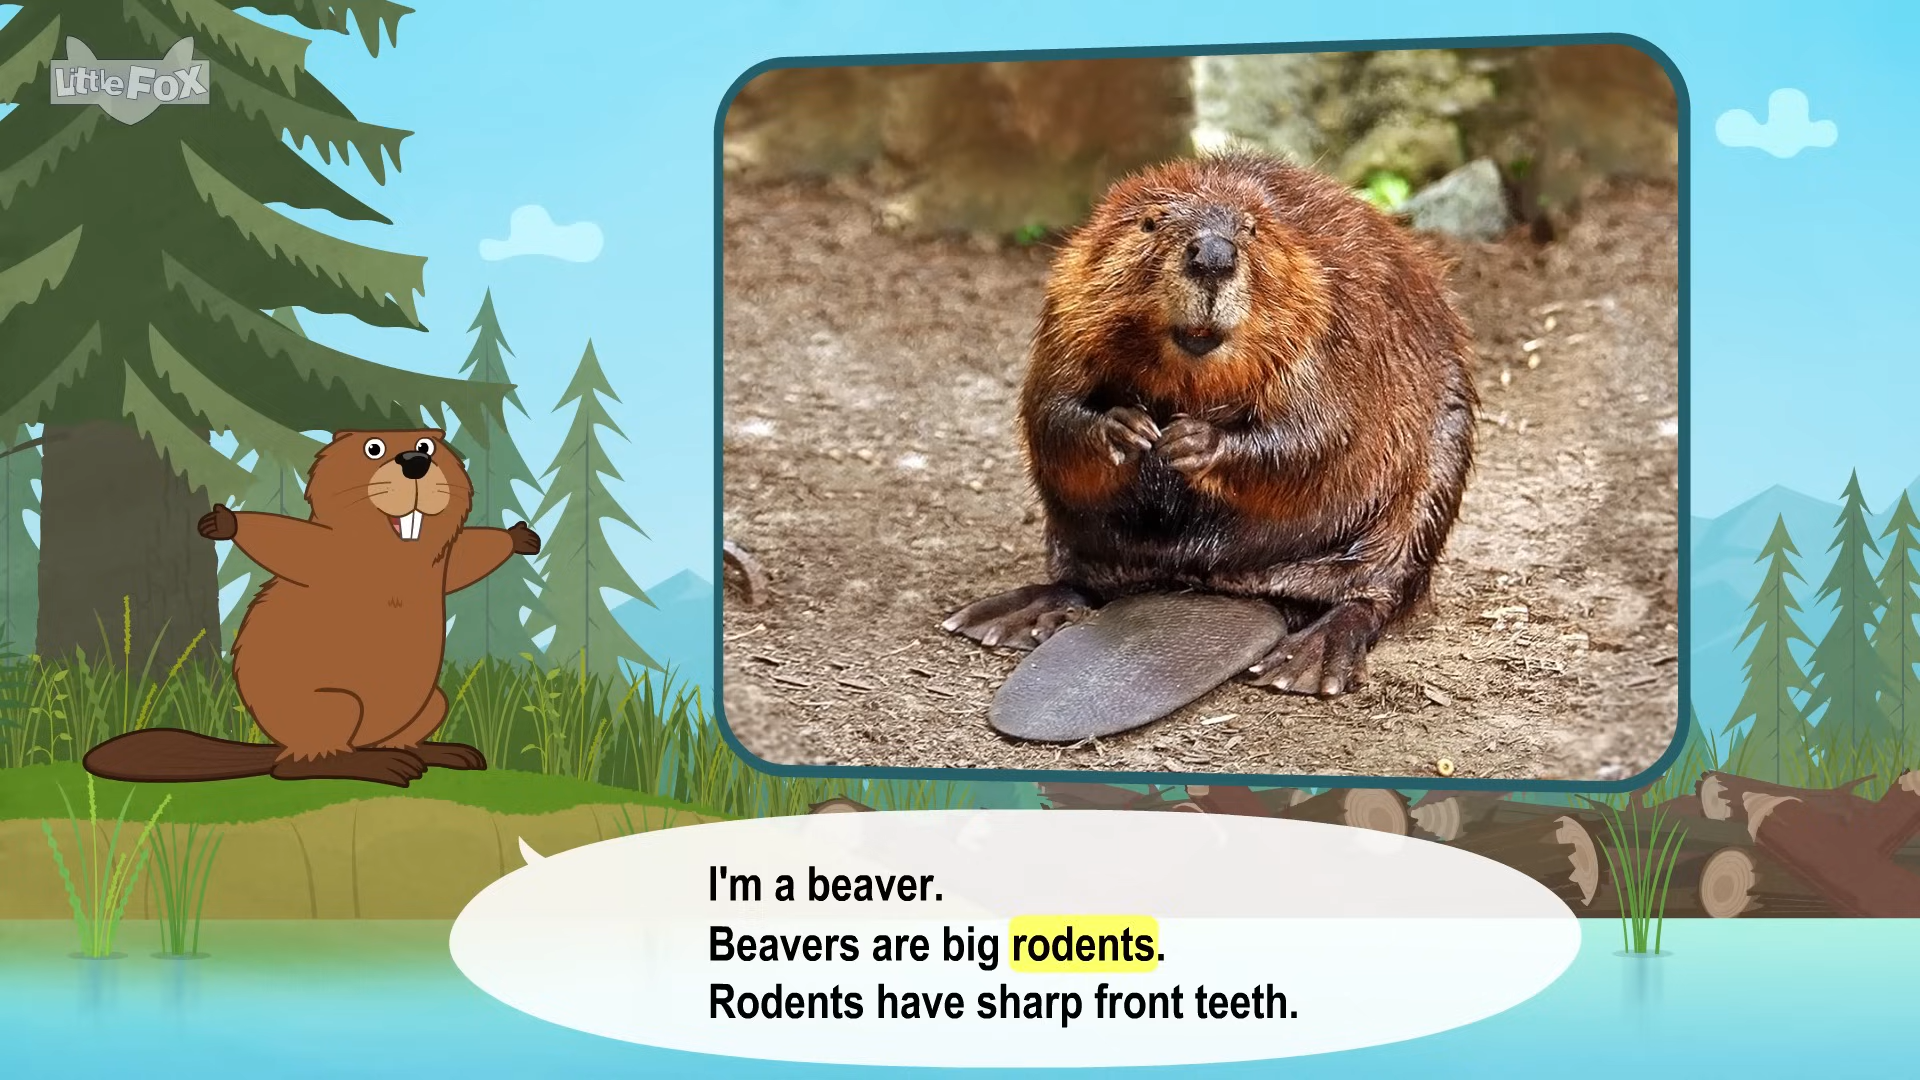 Little Fox
I'm a beaver.
Beavers are big rodents.
Rodents have sharp front teeth.